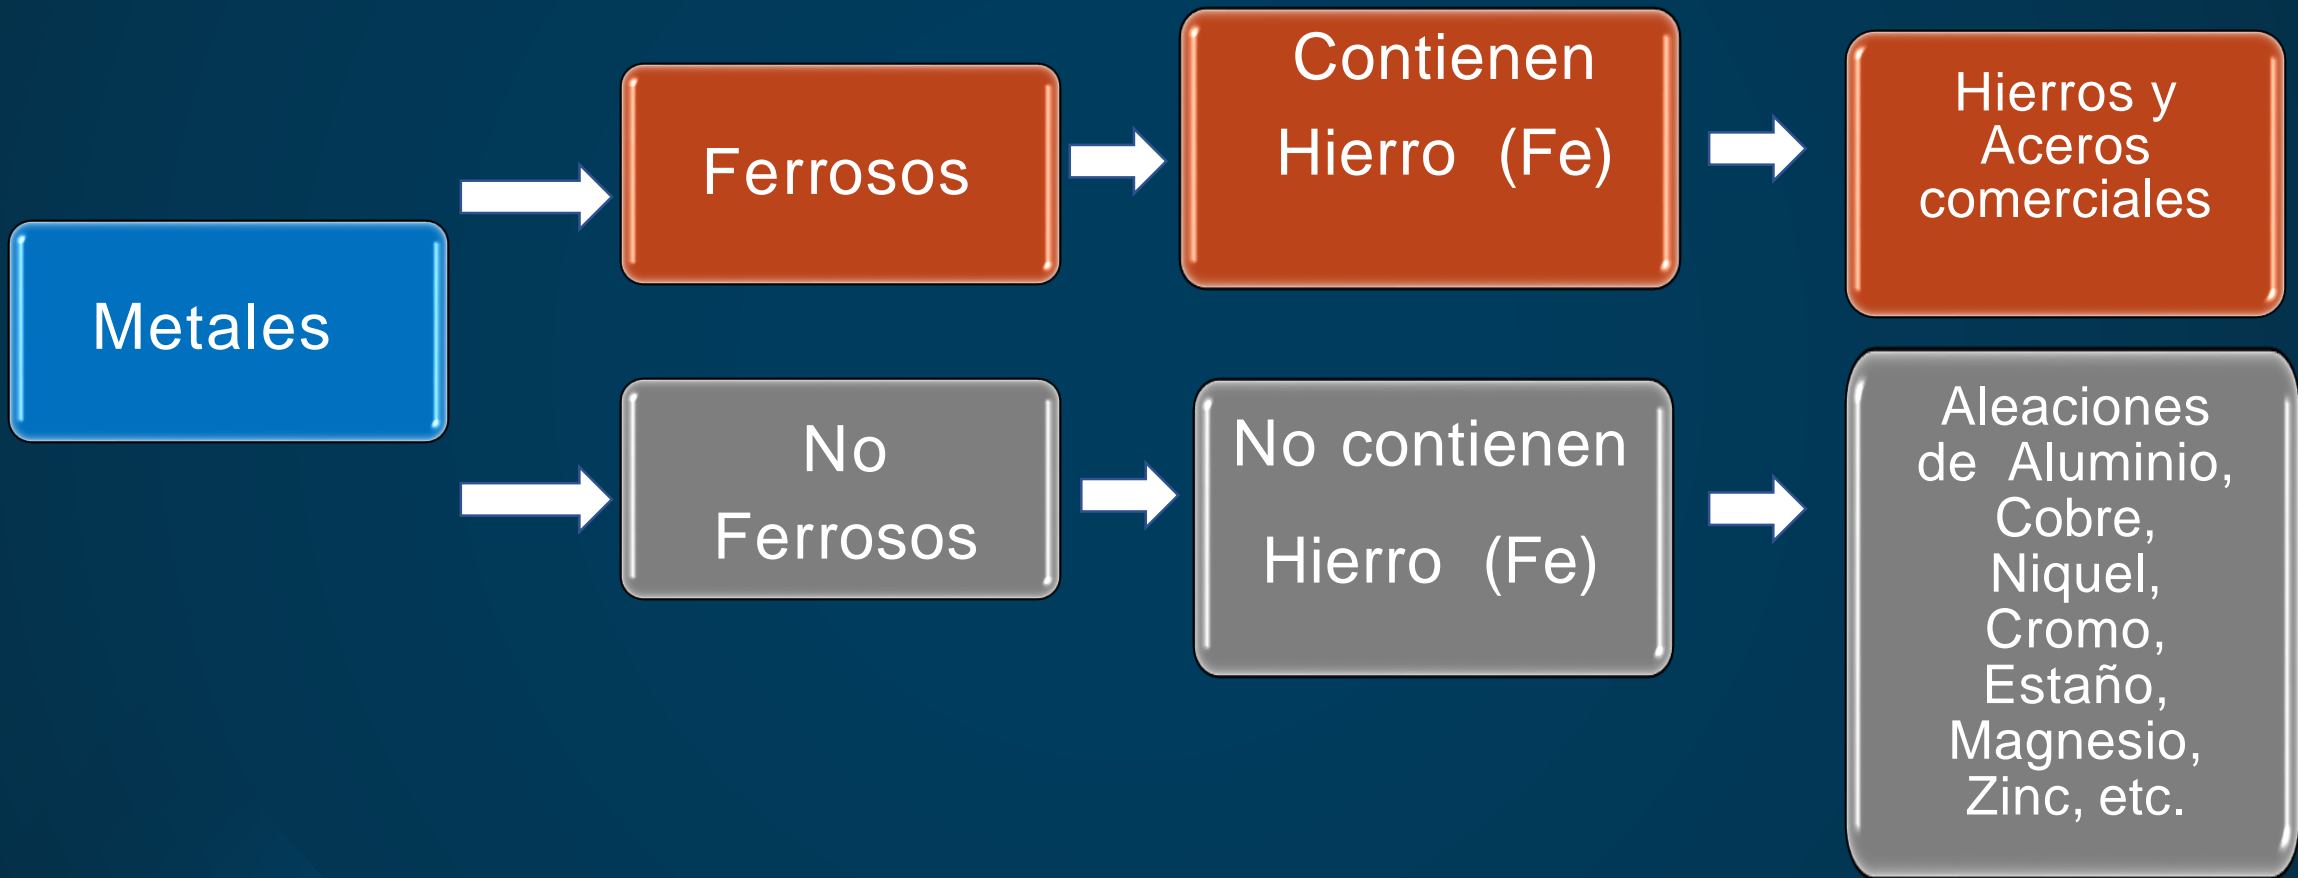 Metales
Ferrosos
Contienen
Hierro (Fe)
Hierros y
Aceros
comerciales
No
Ferrosos
No contienen
Hierro (Fe)
Aleaciones
de Aluminio,
Cobre,
Niquel,
Cromo,
Estaño,
Magnesio,
Zinc, etc.